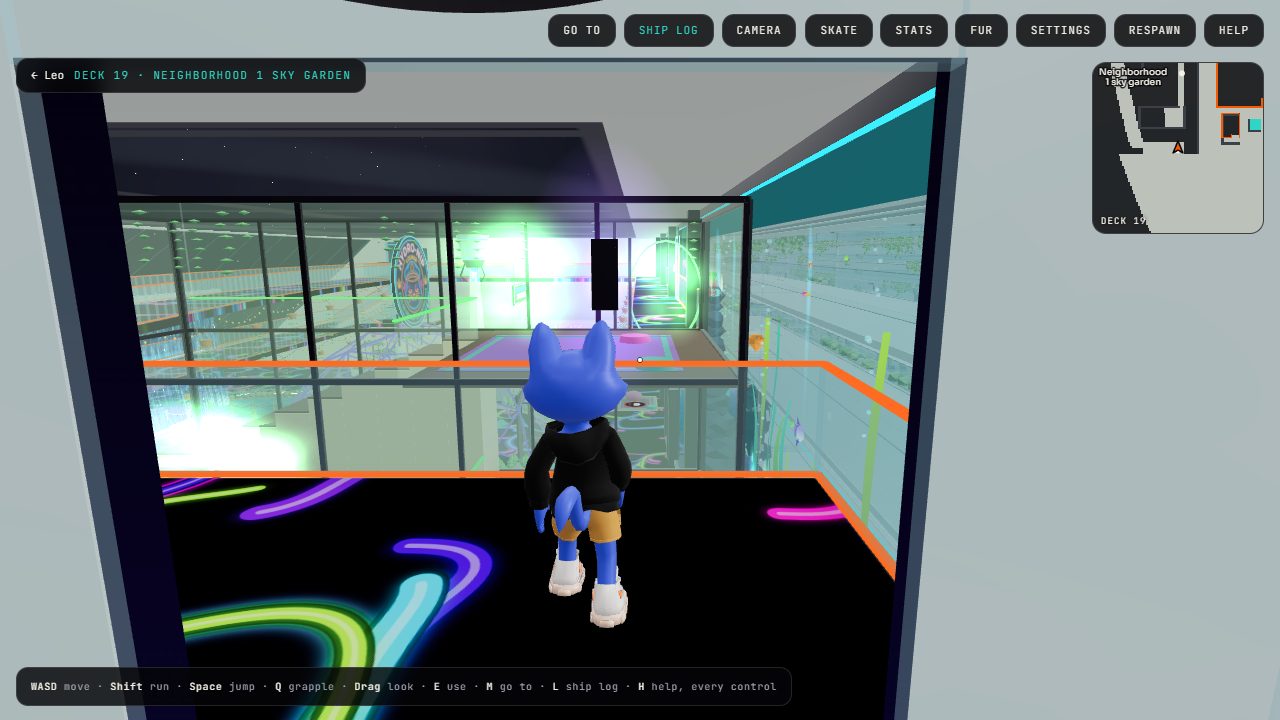 GO TO
SHIP LOG
CAMERA
SKATE
STATS
FUR
SETTINGS
RESPAWN
HELP
← Leo DECK 19 · NEIGHBORHOOD 1 SKY GARDEN
Neighborhood
1 sky garden
DECK 19
WASD move · Shift run · Space jump · Q grapple · Drag look · E use · M go to · L ship log · H help, every control